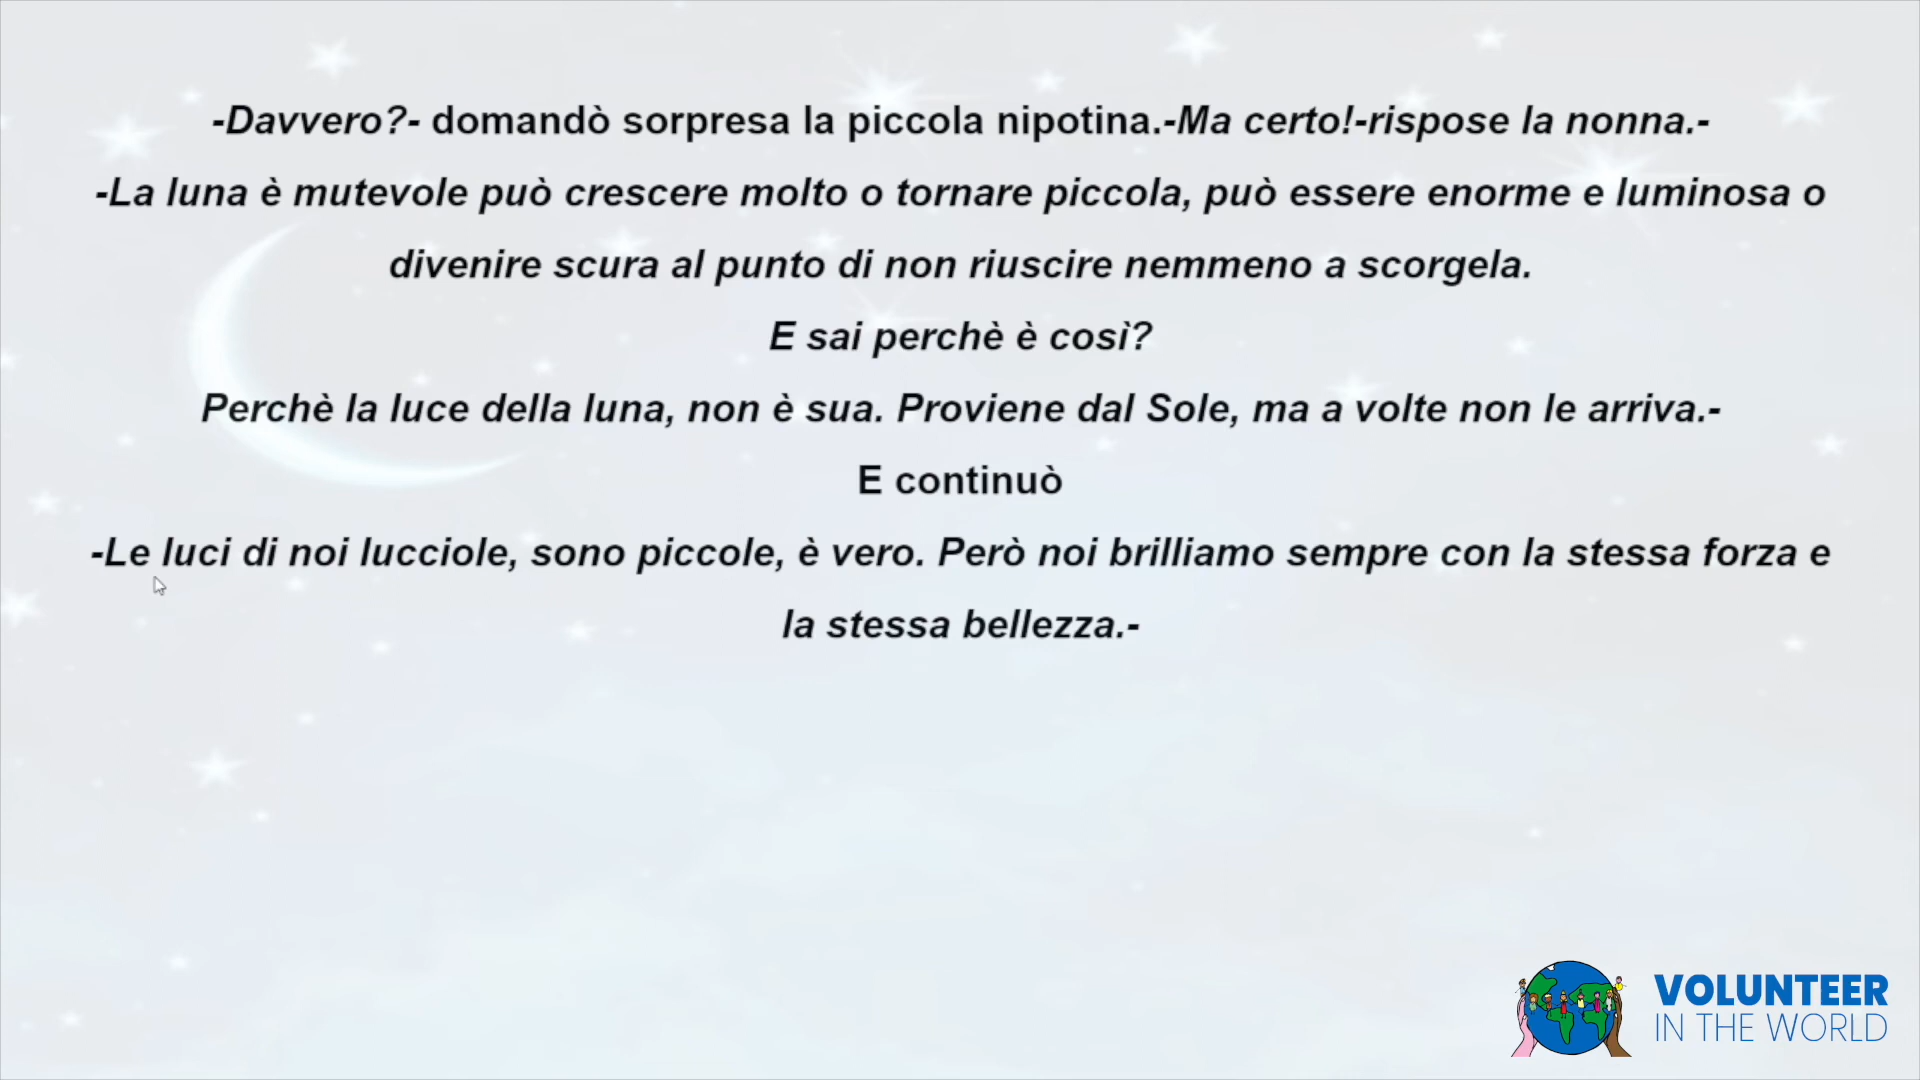 -Davvero?- domandò sorpresa la piccola nipotina.-Ma certo!-rispose la nonna.-
-La luna è mutevole può crescere molto o tornare piccola, può essere enorme e luminosa o
divenire scura al punto di non riuscire nemmeno a scorgela.
E sai perchè è così?
Perchè la luce della luna, non è sua. Proviene dal Sole, ma a volte non le arriva.-
E continuò
-Le luci di noi lucciole, sono piccole, è vero. Però noi brilliamo sempre con la stessa forza e
la stessa bellezza.-
VOLUNTEER
IN THE WORLD